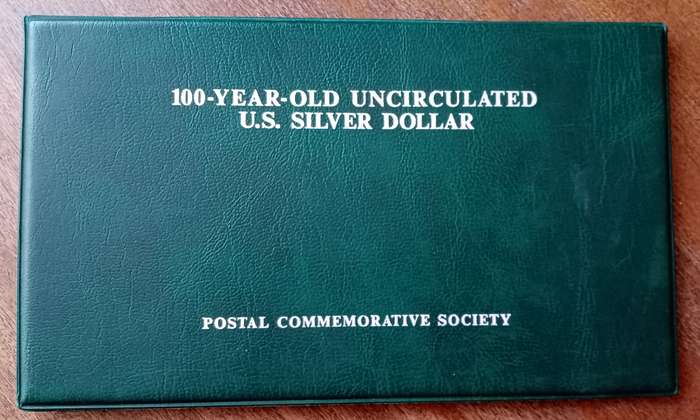 100-YEAR-OLD UNCIRCULATED
U.S. SILVER DOLLAR
POSTAL COMMEMORATIVE SOCIETY